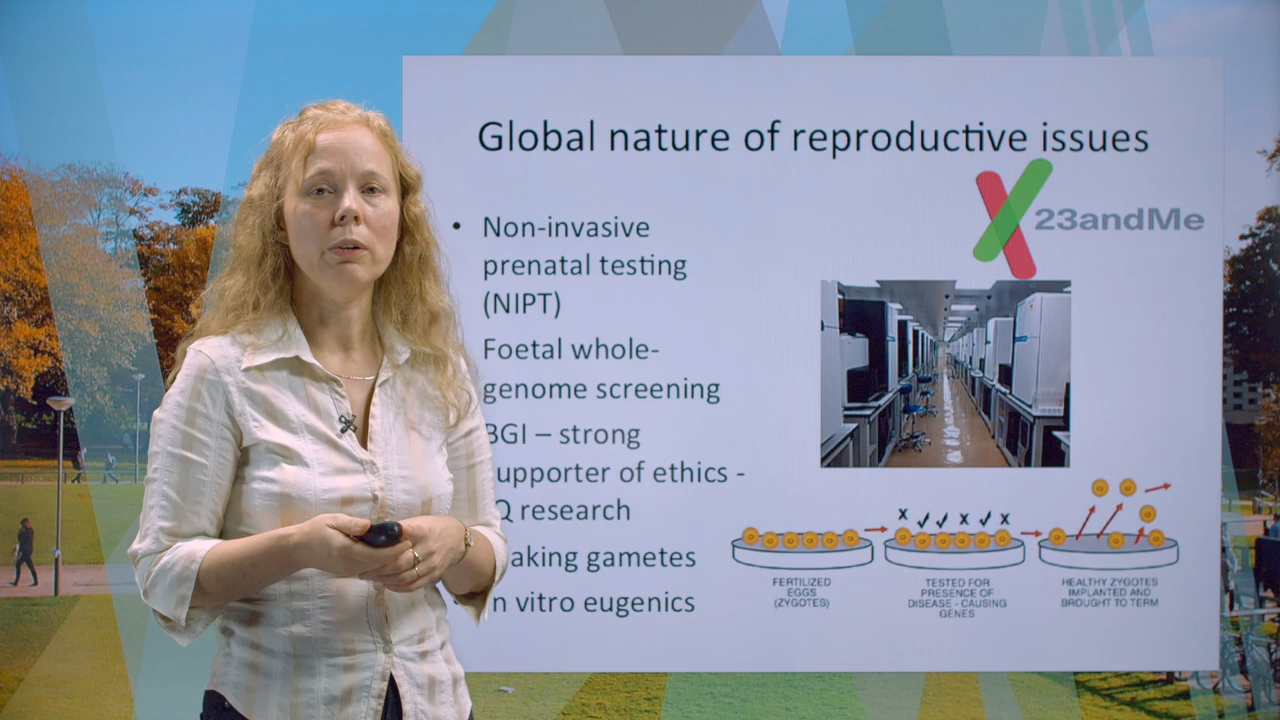 Global nature of reproductive issues
23andMe
• Non-invasive
prenatal testing
(NIPT)
Foetal whole-
genome screening
BGI – strong
upporter of ethics -
Q research
aking gametes
n vitro eugenics
X ✓ ✓ X ✓ X
FERTILIZED
EGGS
(ZYGOTES)
TESTED FOR
PRESENCE OF
DISEASE - CAUSING
GENES
HEALTHY ZYGOTES
IMPLANTED AND
BROUGHT TO TERM